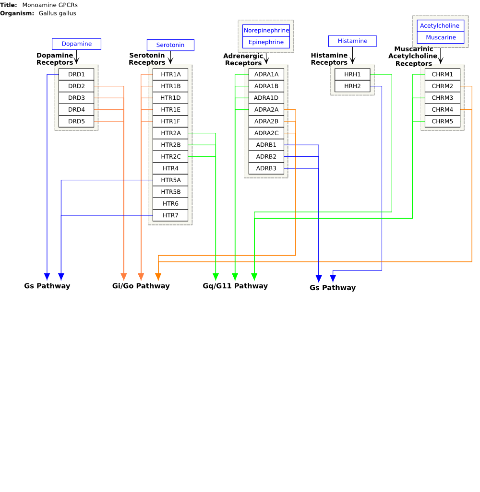 Title: Monoamine GPCRs
Organism: Gallus gallus
Dopamine
Serotonin
Norepinephrine
Epinephrine
Histamine
Acetylcholine
Muscarine
Dopamine
Receptors
Serotonin
Receptors
Adrenergic
Receptors
Histamine
Receptors
Muscarinic
Acetylcholine
Receptors
DRD1
DRD2
DRD3
DRD4
DRD5
HTR1A
HTR1B
HTR1D
HTR1E
HTR1F
HTR2A
HTR2B
HTR2C
HTR4
HTR5A
HTR5B
HTR6
HTR7
ADRA1A
ADRA1B
ADRA1D
ADRA2A
ADRA2B
ADRA2C
ADRB1
ADRB2
ADRB3
HRH1
HRH2
CHRM1
CHRM2
CHRM3
CHRM4
CHRM5
Gs Pathway
Gi/Go Pathway
Gq/G11 Pathway
Gs Pathway